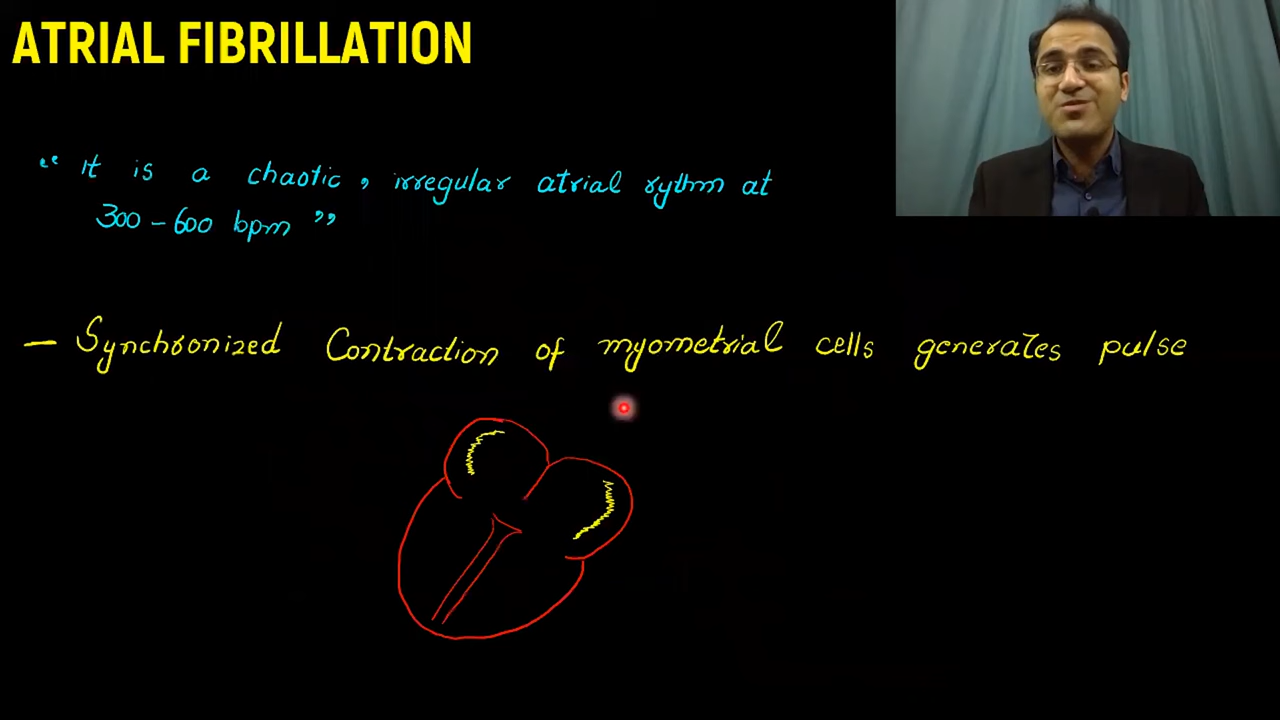 ATRIAL FIBRILLATION
“ It is a chaotic, irregular atrial rythm at
300 – 600 bpm ”
– Synchronized Contraction of myometrial cells generates pulse